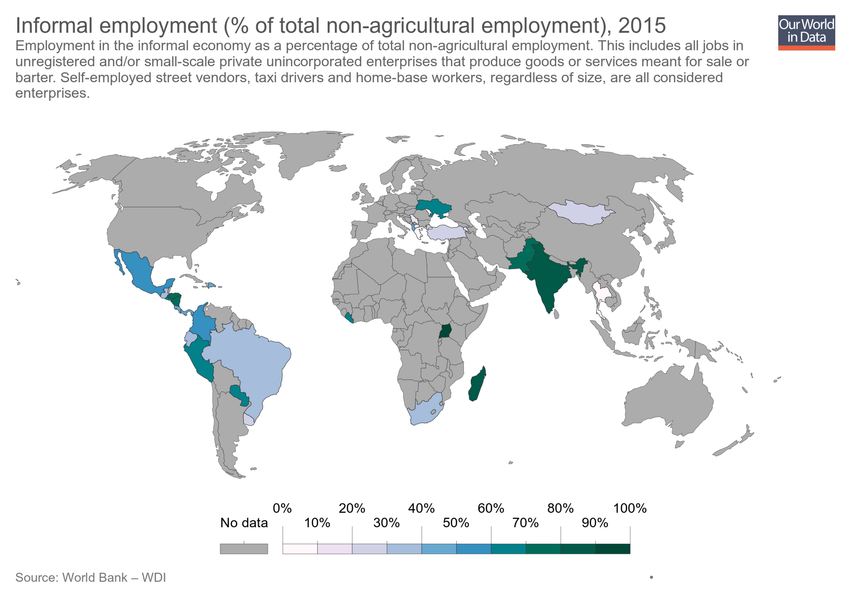 Informal employment (% of total non-agricultural employment), 2015
Our World
in Data
Employment in the informal economy as a percentage of total non-agricultural employment. This includes all jobs in
unregistered and/or small-scale private unincorporated enterprises that produce goods or services meant for sale or
barter. Self-employed street vendors, taxi drivers and home-base workers, regardless of size, are all considered
enterprises.
0% 20% 40% 60% 80% 100%
No data 10% 30% 50% 70% 90%
Source: World Bank – WDI